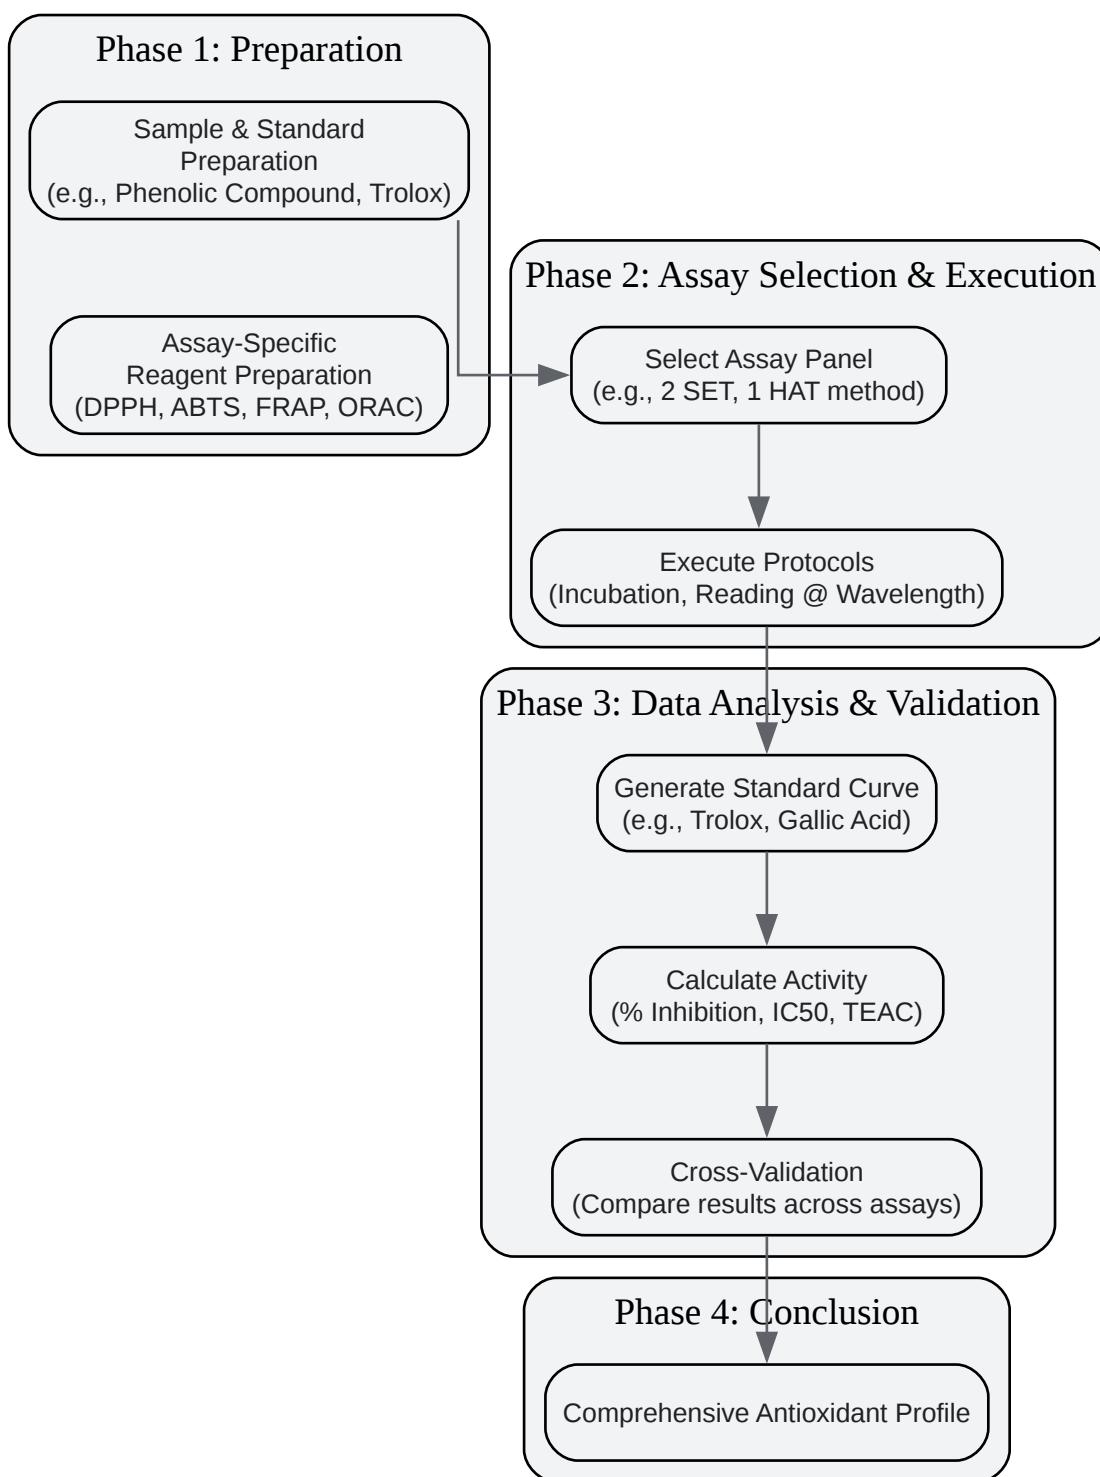 Phase 1: Preparation
Sample & Standard
Preparation
(e.g., Phenolic Compound, Trolox)
Assay-Specific
Reagent Preparation
(DPPH, ABTS, FRAP, ORAC)
Phase 2: Assay Selection & Execution
Select Assay Panel
(e.g., 2 SET, 1 HAT method)
Execute Protocols
(Incubation, Reading @ Wavelength)
Phase 3: Data Analysis & Validation
Generate Standard Curve
(e.g., Trolox, Gallic Acid)
Calculate Activity
(% Inhibition, IC50, TEAC)
Cross-Validation
(Compare results across assays)
Phase 4: Conclusion
Comprehensive Antioxidant Profile